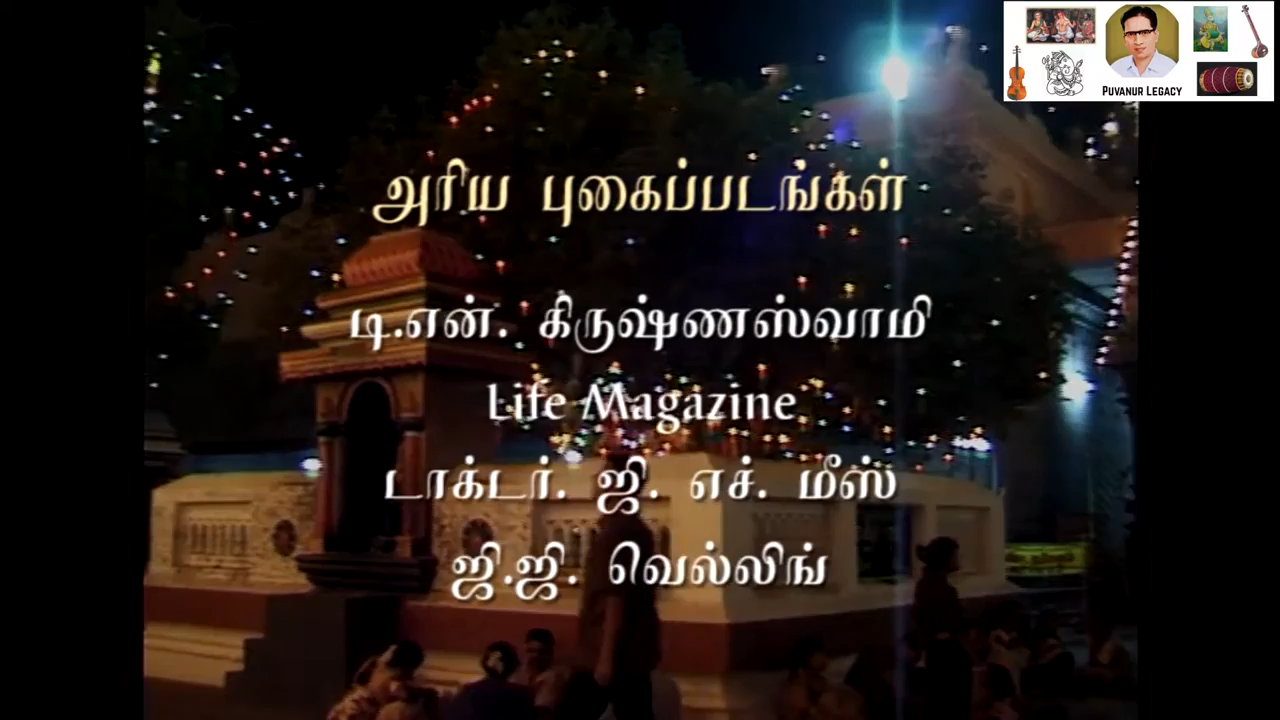 PUVANUR LEGACY
அரிய புகைப்படங்கள்
டி.என். கிருஷ்ணஸ்வாமி
Life Magazine
டாக்டர். ஜி. எச். மீஸ்
ஜி.ஜி. வெல்லிங்